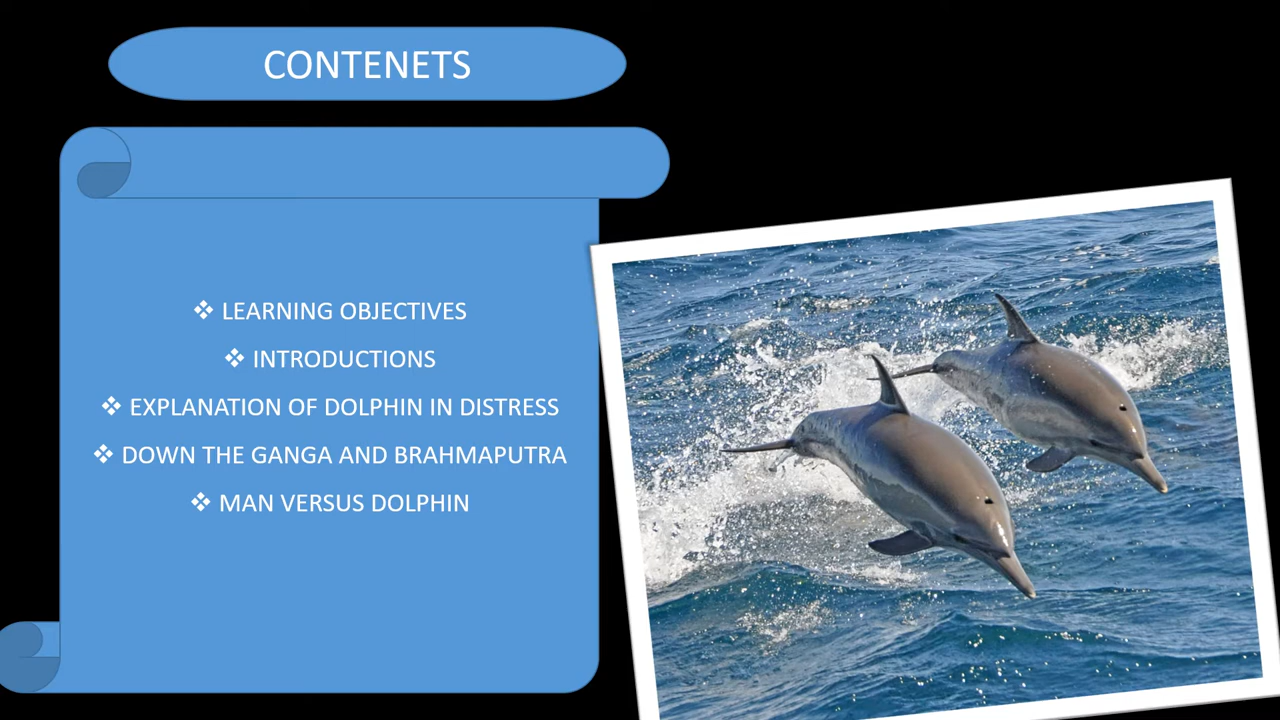 CONTENETS
❖ LEARNING OBJECTIVES
❖ INTRODUCTIONS
❖ EXPLANATION OF DOLPHIN IN DISTRESS
❖ DOWN THE GANGA AND BRAHMAPUTRA
❖ MAN VERSUS DOLPHIN